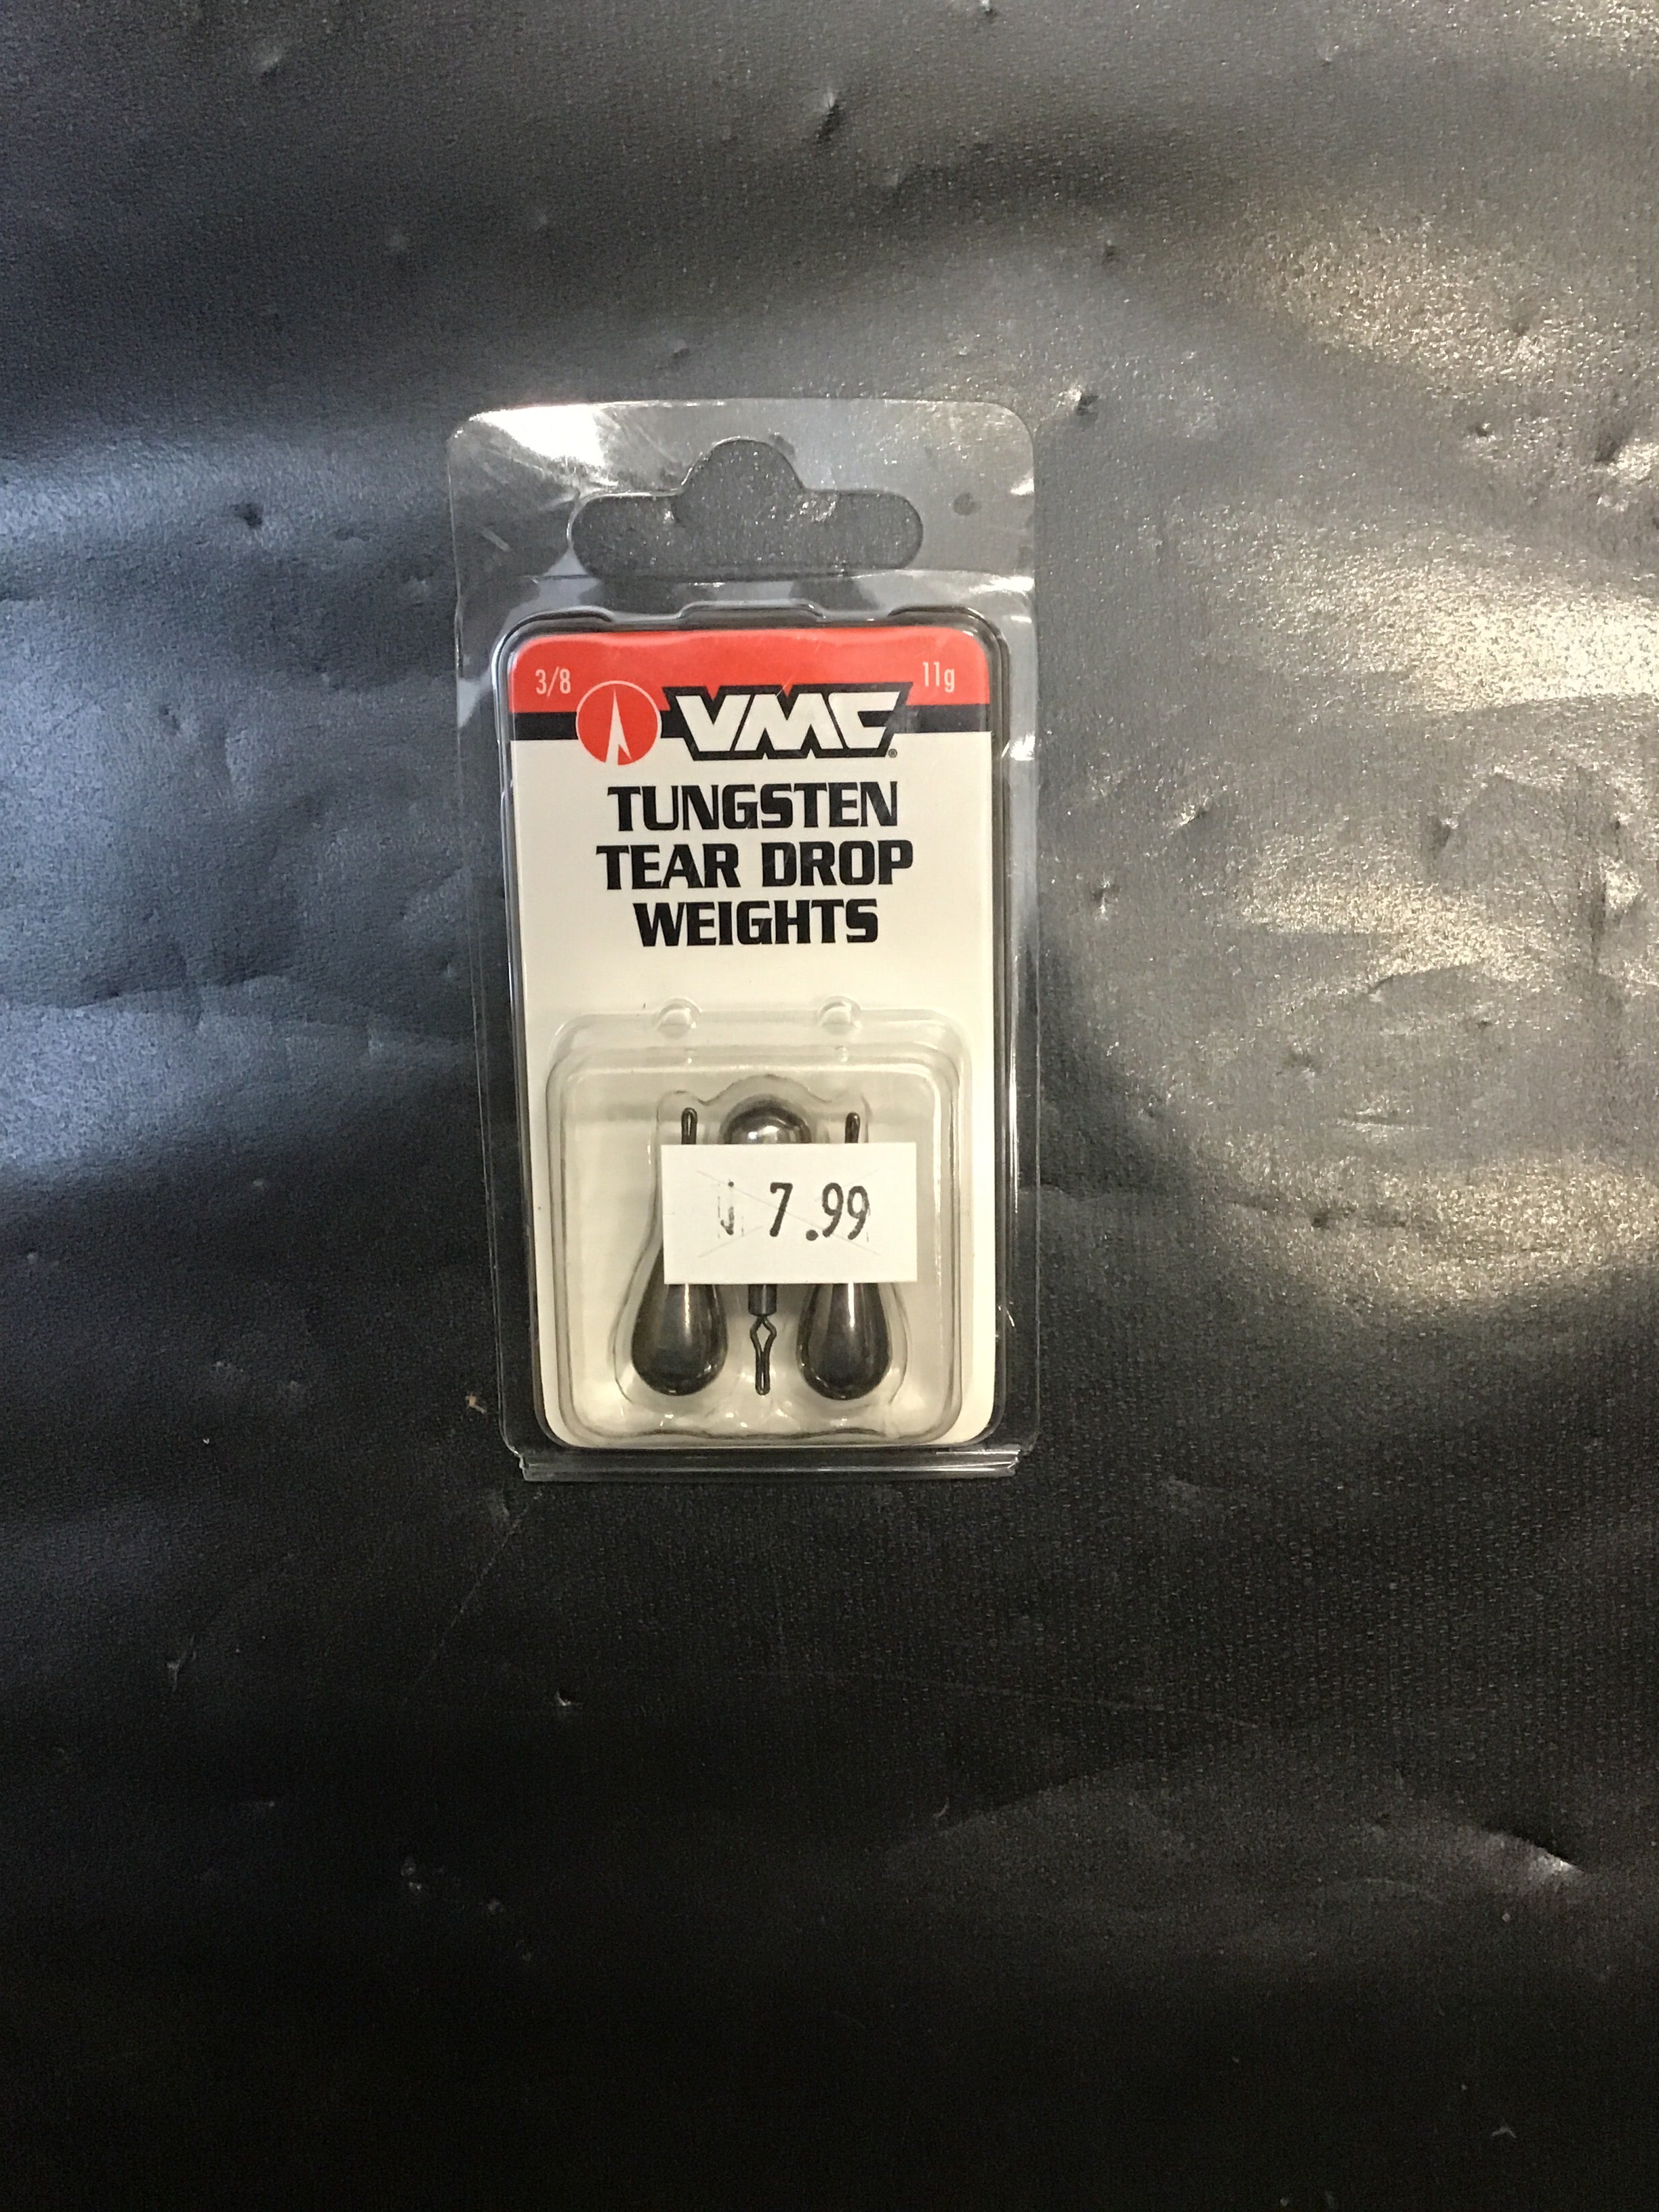 3/8
11g
VMC®
TUNGSTEN
TEAR DROP
WEIGHTS
7.99